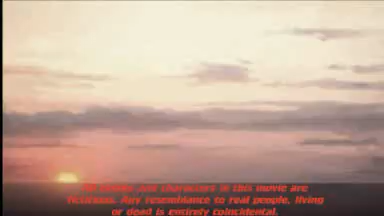 All events and characters in this movie are
fictitious. Any resemblance to real people, living
or dead is entirely coincidental.